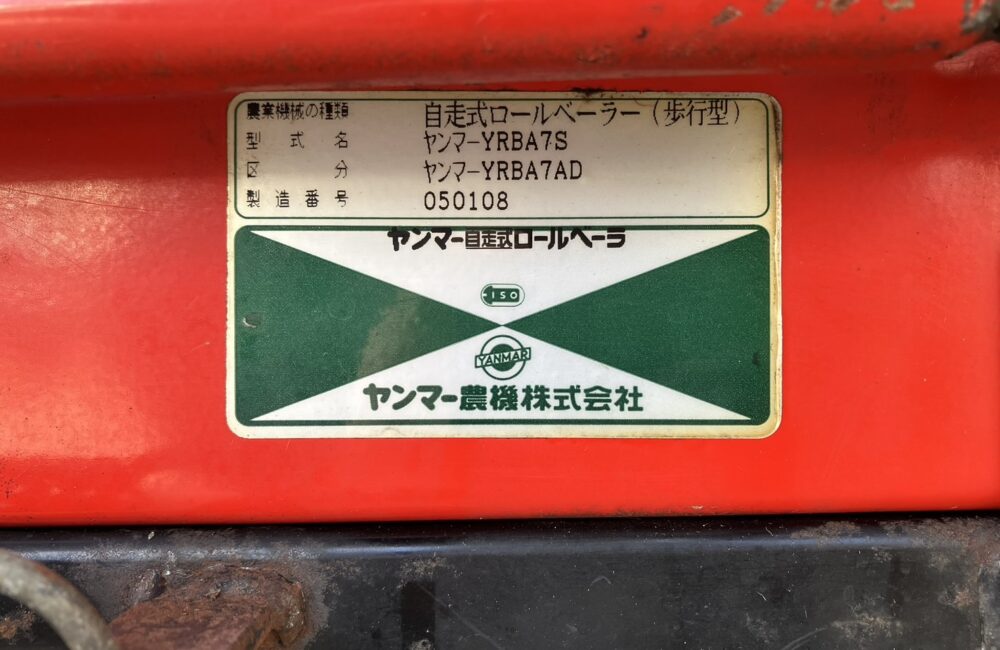 農業機械の種類 自走式ロールベーラー(歩行型)
型式名 ヤンマーYRBA7S
区分 ヤンマーYRBA7AD
製造番号 050108
ヤンマー自走式ロールベーラ
ISO
YANMAR
ヤンマー農機株式会社